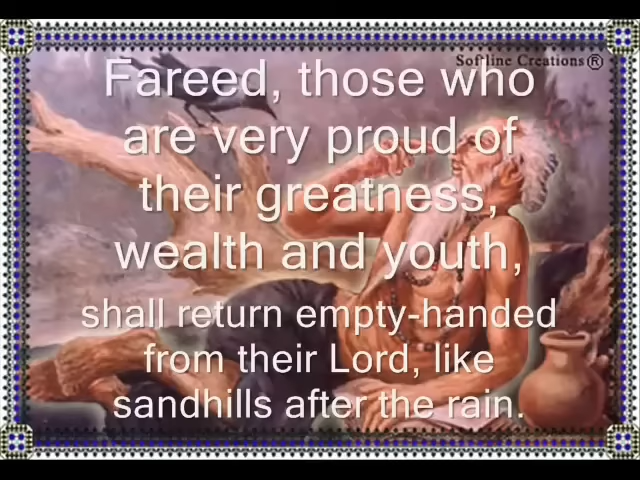 Softline Creations®
Fareed, those who
are very proud of
their greatness,
wealth and youth,
shall return empty-handed
from their Lord, like
sandhills after the rain.